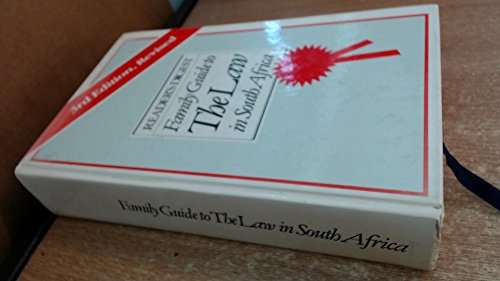 3rd Edition, Revised
READER'S DIGEST
Family Guide to
The Law
in South Africa
Family Guide to The Law in South Africa